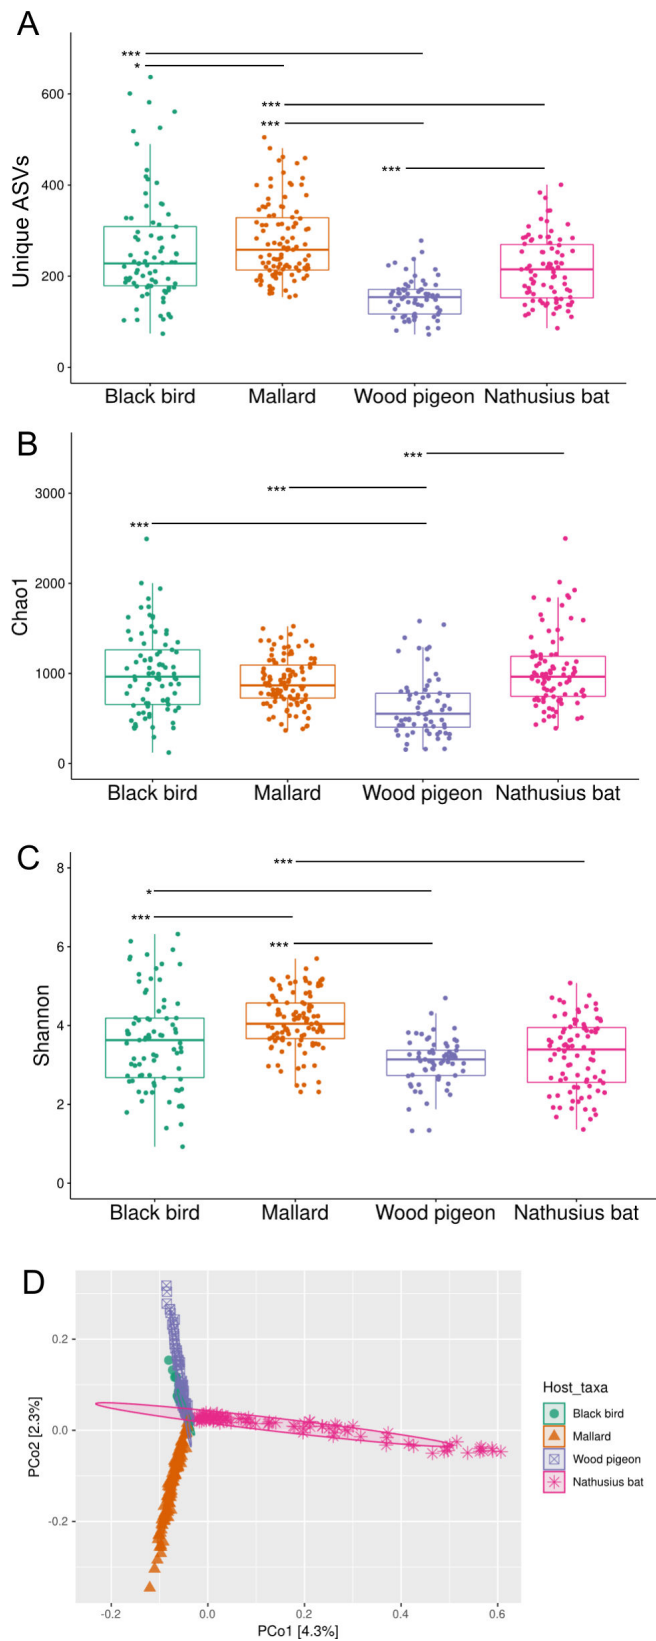 A
***
*
***
***
***
600
400
200
0
Unique ASVs
Black bird Mallard Wood pigeon Nathusius bat
B
***
***
***
3000
2000
1000
0
Chao1
Black bird Mallard Wood pigeon Nathusius bat
C
***
*
***
***
8
6
4
2
0
Shannon
Black bird Mallard Wood pigeon Nathusius bat
D
0.2
0.0
-0.2
PCo2 [2.3%]
-0.2 0.0 0.2 0.4 0.6
PCo1 [4.3%]
Host_taxa
Black bird
Mallard
Wood pigeon
Nathusius bat